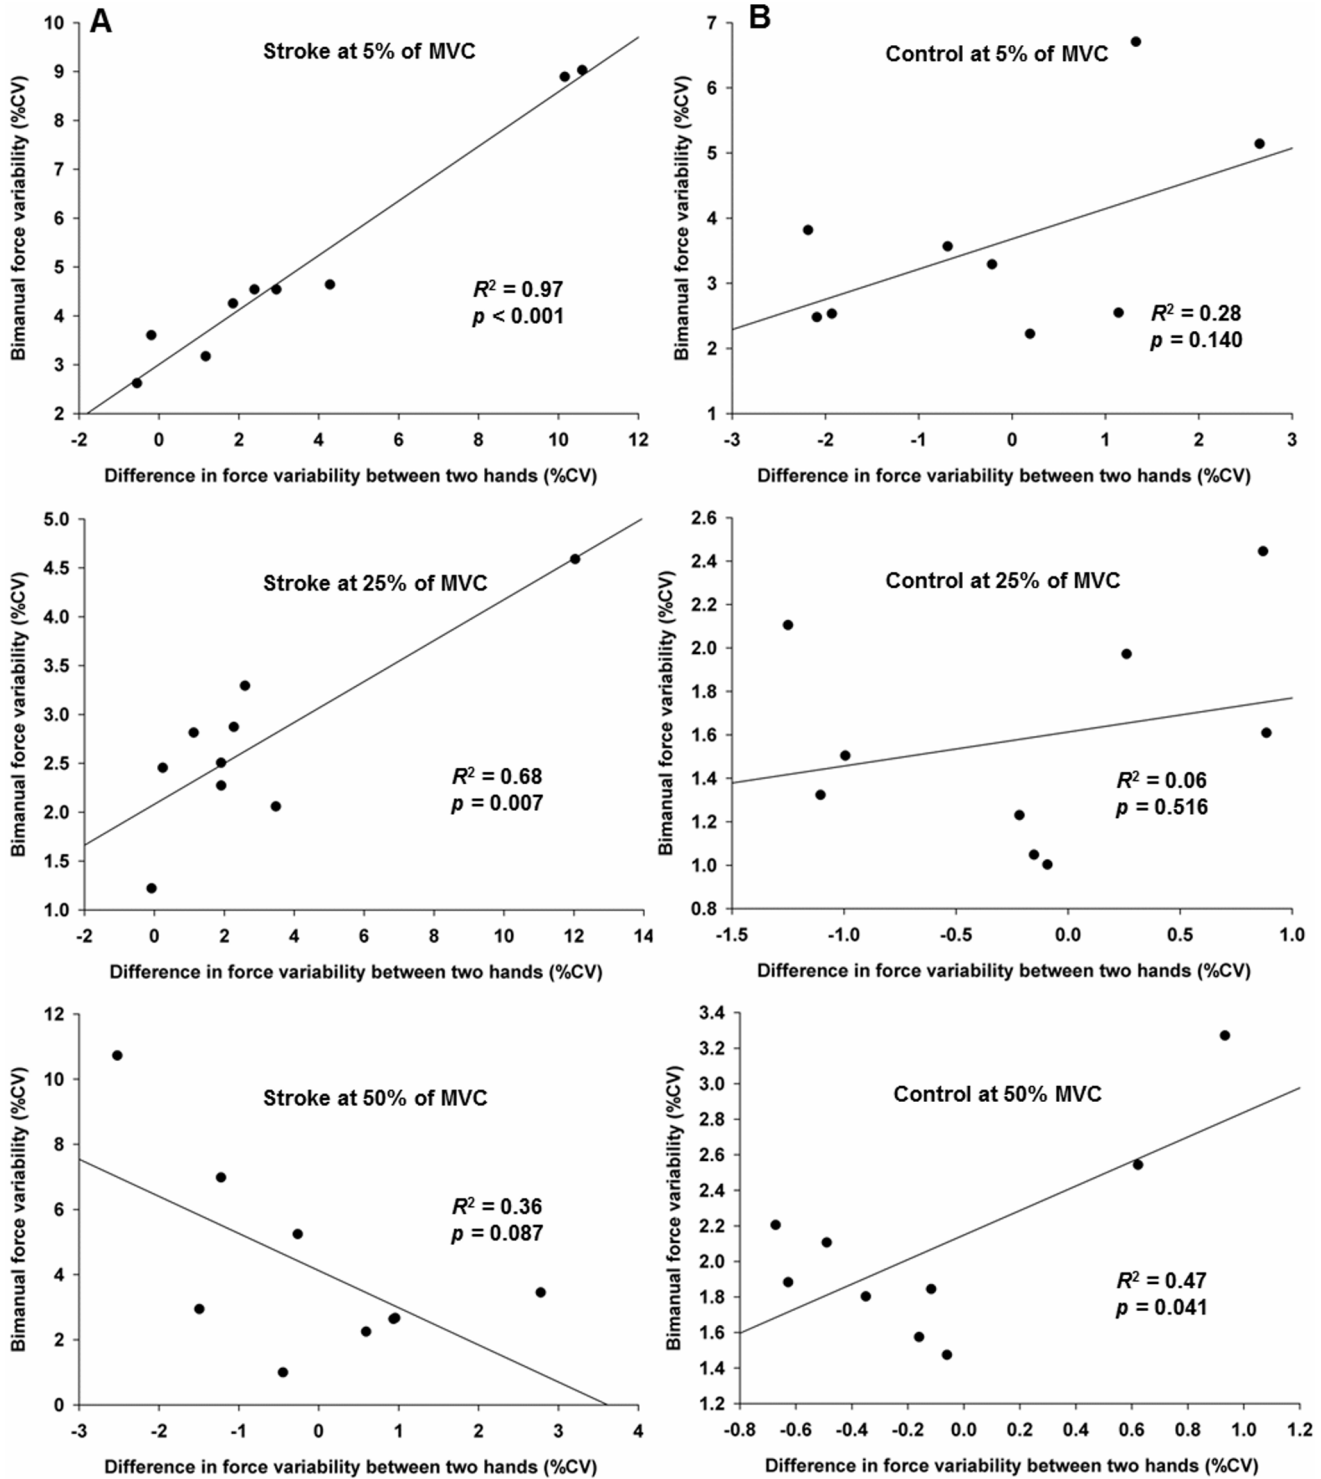 A
Stroke at 5% of MVC
Bimanual force variability (%CV)
10
9
8
7
6
5
4
3
2
R² = 0.97
p < 0.001
-2 0 2 4 6 8 10 12
Difference in force variability between two hands (%CV)
B
Control at 5% of MVC
Bimanual force variability (%CV)
7
6
5
4
3
2
1
R² = 0.28
p = 0.140
-3 -2 -1 0 1 2 3
Difference in force variability between two hands (%CV)
Stroke at 25% of MVC
Bimanual force variability (%CV)
5.0
4.5
4.0
3.5
3.0
2.5
2.0
1.5
1.0
R² = 0.68
p = 0.007
-2 0 2 4 6 8 10 12 14
Difference in force variability between two hands (%CV)
Control at 25% of MVC
Bimanual force variability (%CV)
2.6
2.4
2.2
2.0
1.8
1.6
1.4
1.2
1.0
0.8
R² = 0.06
p = 0.516
-1.5 -1.0 -0.5 0.0 0.5 1.0
Difference in force variability between two hands (%CV)
Stroke at 50% of MVC
Bimanual force variability (%CV)
12
10
8
6
4
2
0
R² = 0.36
p = 0.087
-3 -2 -1 0 1 2 3 4
Difference in force variability between two hands (%CV)
Control at 50% MVC
Bimanual force variability (%CV)
3.4
3.2
3.0
2.8
2.6
2.4
2.2
2.0
1.8
1.6
1.4
1.2
R² = 0.47
p = 0.041
-0.8 -0.6 -0.4 -0.2 0.0 0.2 0.4 0.6 0.8 1.0 1.2
Difference in force variability between two hands (%CV)